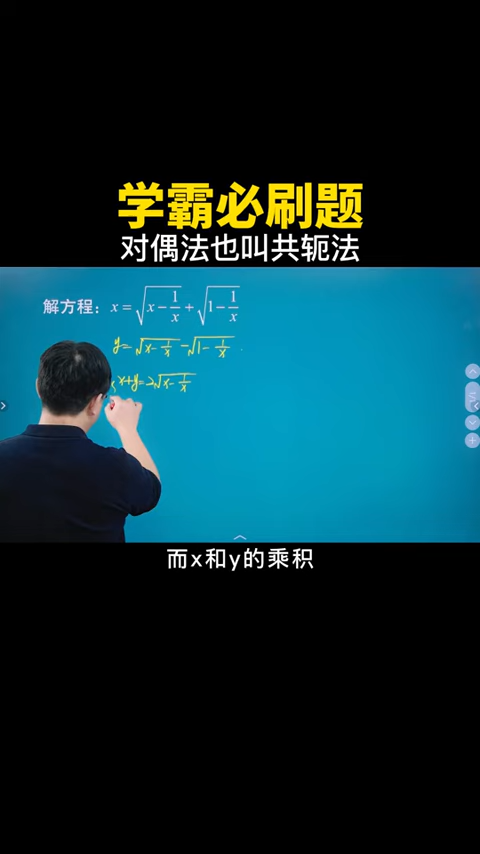 学霸必刷题
对偶法也叫共轭法
解方程：x=√(x-1/x)+√(1-1/x)
y=√(x-1/x)-√(1-1/x).
x+y=2√(x-1/x)
而x和y的乘积